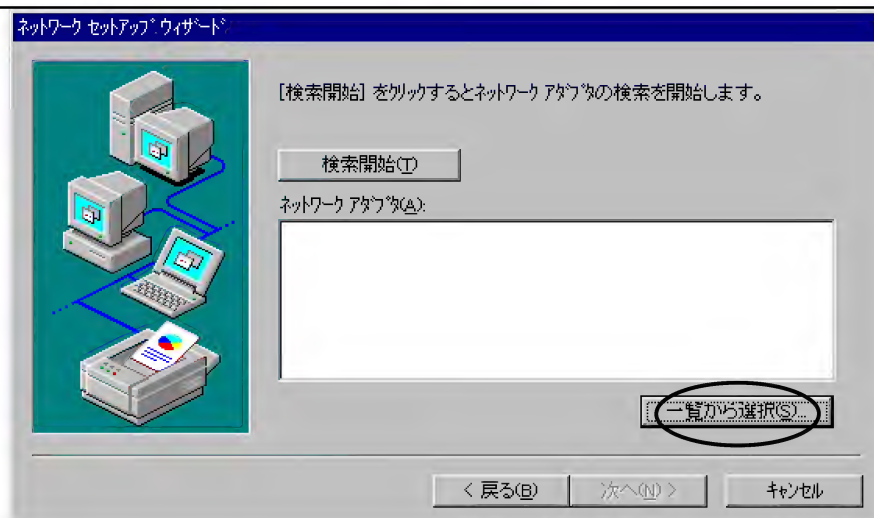 ネットワーク セットアップ ウィザード
[検索開始] をクリックするとネットワーク アダプタの検索を開始します。
検索開始(T)
ネットワーク アダプタ(A):
一覧から選択(S)...
< 戻る(B)
次へ(N) >
キャンセル